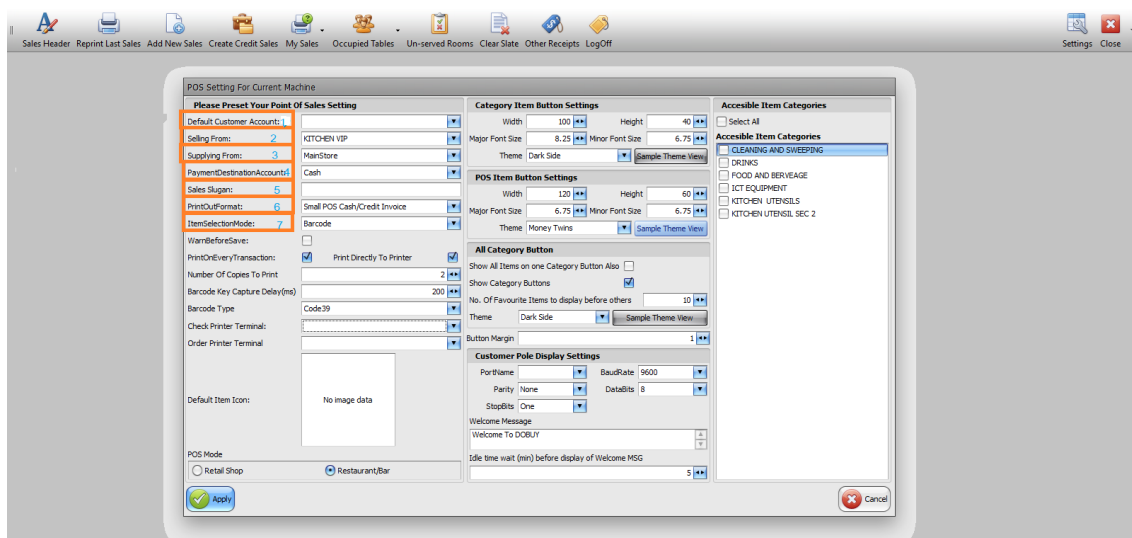 Sales Header Reprint Last Sales Add New Sales Create Credit Sales My Sales Occupied Tables Un-served Rooms Clear Slate Other Receipts LogOff Settings Close
POS Setting For Current Machine
Please Preset Your Point Of Sales Setting
Default Customer Account: 1
Selling From: 2 KITCHEN VIP
Supplying From: 3 MainStore
PaymentDestinationAccount: 4 Cash
Sales Slugan: 5
PrintOutFormat: 6 Small POS Cash/Credit Invoice
ItemSelectionMode: 7 Barcode
WarnBeforeSave:
PrintOnEveryTransaction: Print Directly To Printer
Number Of Copies To Print 2
Barcode Key Capture Delay(ms) 200
Barcode Type Code39
Check Printer Terminal:
Order Printer Terminal
Default Item Icon: No image data
POS Mode
Retail Shop Restaurant/Bar
Apply
Category Item Button Settings
Width 100 Height 40
Major Font Size 8.25 Minor Font Size 6.75
Theme Dark Side Sample Theme View
POS Item Button Settings
Width 120 Height 60
Major Font Size 6.75 Minor Font Size 6.75
Theme Money Twins Sample Theme View
All Category Button
Show All Items on one Category Button Also
Show Category Buttons
No. Of Favourite Items to display before others 10
Theme Dark Side Sample Theme View
Button Margin 1
Customer Pole Display Settings
PortName BaudRate 9600
Parity None DataBits 8
StopBits One
Welcome Message
Welcome To DOBUY
Idle time wait (min) before display of Welcome MSG
5
Accesible Item Categories
Select All
Accesible Item Categories
CLEANING AND SWEEPING
DRINKS
FOOD AND BERVEAGE
ICT EQUIPMENT
KITCHEN UTENSILS
KITCHEN UTENSIL SEC 2
Cancel